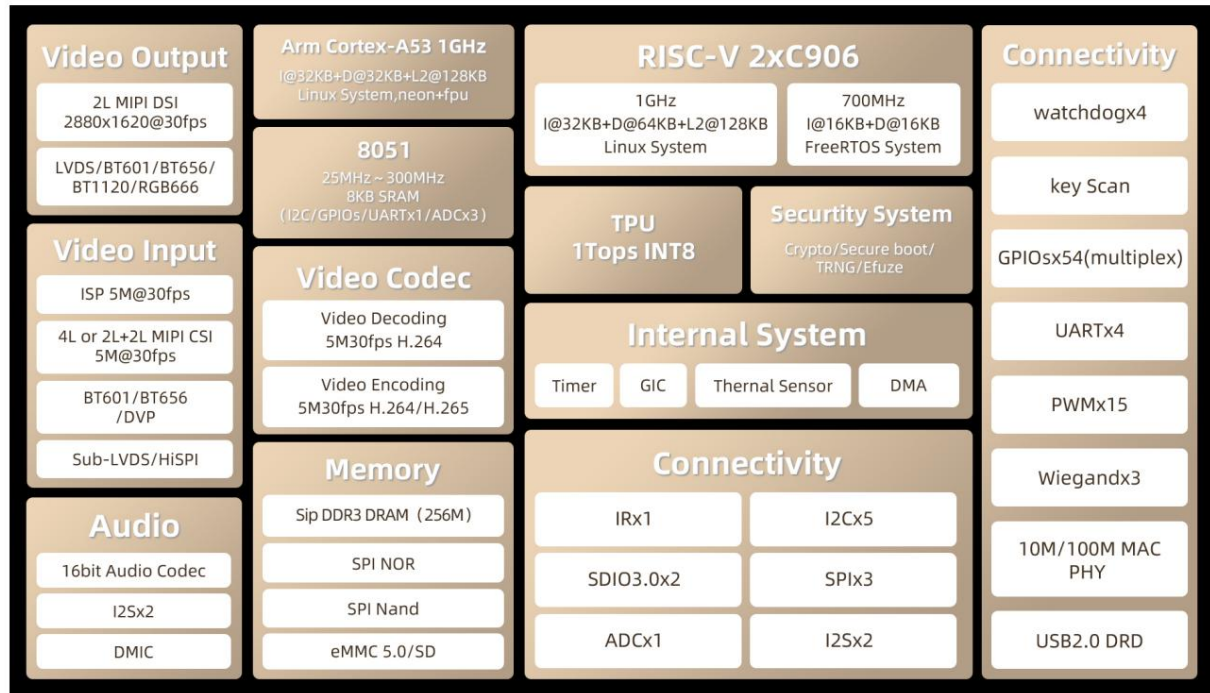 Video Output
2L MIPI DSI
2880x1620@30fps
LVDS/BT601/BT656/
BT1120/RGB666
Video Input
ISP 5M@30fps
4L or 2L+2L MIPI CSI
5M@30fps
BT601/BT656
/DVP
Sub-LVDS/HiSPI
Audio
16bit Audio Codec
I2Sx2
DMIC
Arm Cortex-A53 1GHz
I@32KB+D@32KB+L2@128KB
Linux System,neon+fpu
8051
25MHz~300MHz
8KB SRAM
(I2C/GPIOs/UARTx1/ADCx3)
Video Codec
Video Decoding
5M30fps H.264
Video Encoding
5M30fps H.264/H.265
Memory
Sip DDR3 DRAM (256M)
SPI NOR
SPI Nand
eMMC 5.0/SD
RISC-V 2xC906
1GHz
I@32KB+D@64KB+L2@128KB
Linux System
700MHz
I@16KB+D@16KB
FreeRTOS System
TPU
1Tops INT8
Securtity System
Crypto/Secure boot/
TRNG/Efuze
Internal System
Timer
GIC
Thernal Sensor
DMA
Connectivity
IRx1
I2Cx5
SDIO3.0x2
SPIx3
ADCx1
I2Sx2
Connectivity
watchdogx4
key Scan
GPIOsx54(multiplex)
UARTx4
PWMx15
Wiegandx3
10M/100M MAC
PHY
USB2.0 DRD